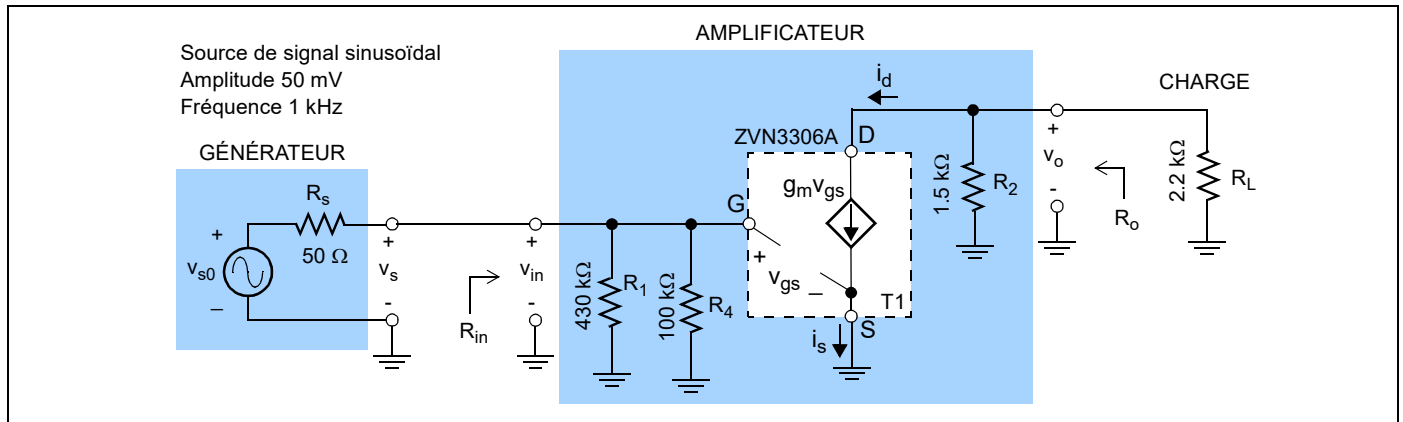 AMPLIFICATEUR
Source de signal sinusoïdal
Amplitude 50 mV
Fréquence 1 kHz
GÉNÉRATEUR
CHARGE
i_d
ZVN3306A
D
R_s
50 Ω
+
v_s0
–
+
v_s
-
R_in
+
v_in
-
430 kΩ
R_1
100 kΩ
R_4
G
g_m v_gs
+
v_gs
–
T1
S
i_s
1.5 kΩ
R_2
+
v_o
-
R_o
2.2 kΩ
R_L